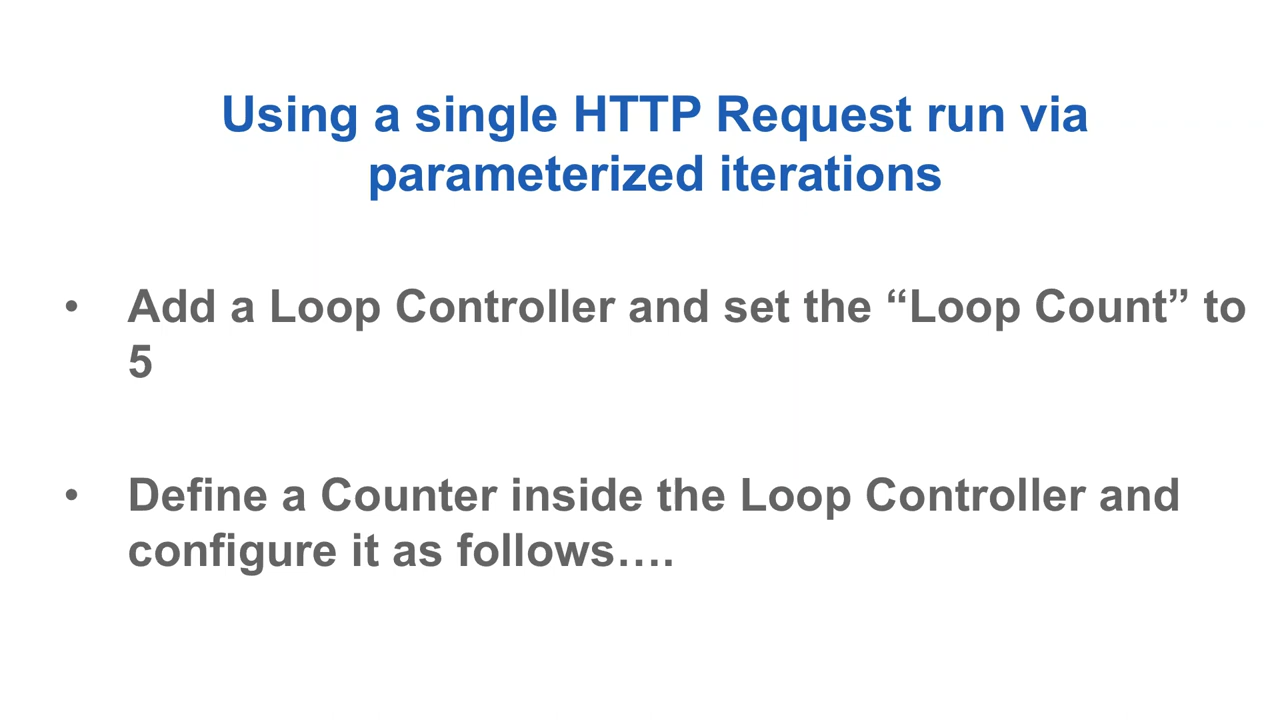 Using a single HTTP Request run via
parameterized iterations
• Add a Loop Controller and set the “Loop Count” to
5
• Define a Counter inside the Loop Controller and
configure it as follows….